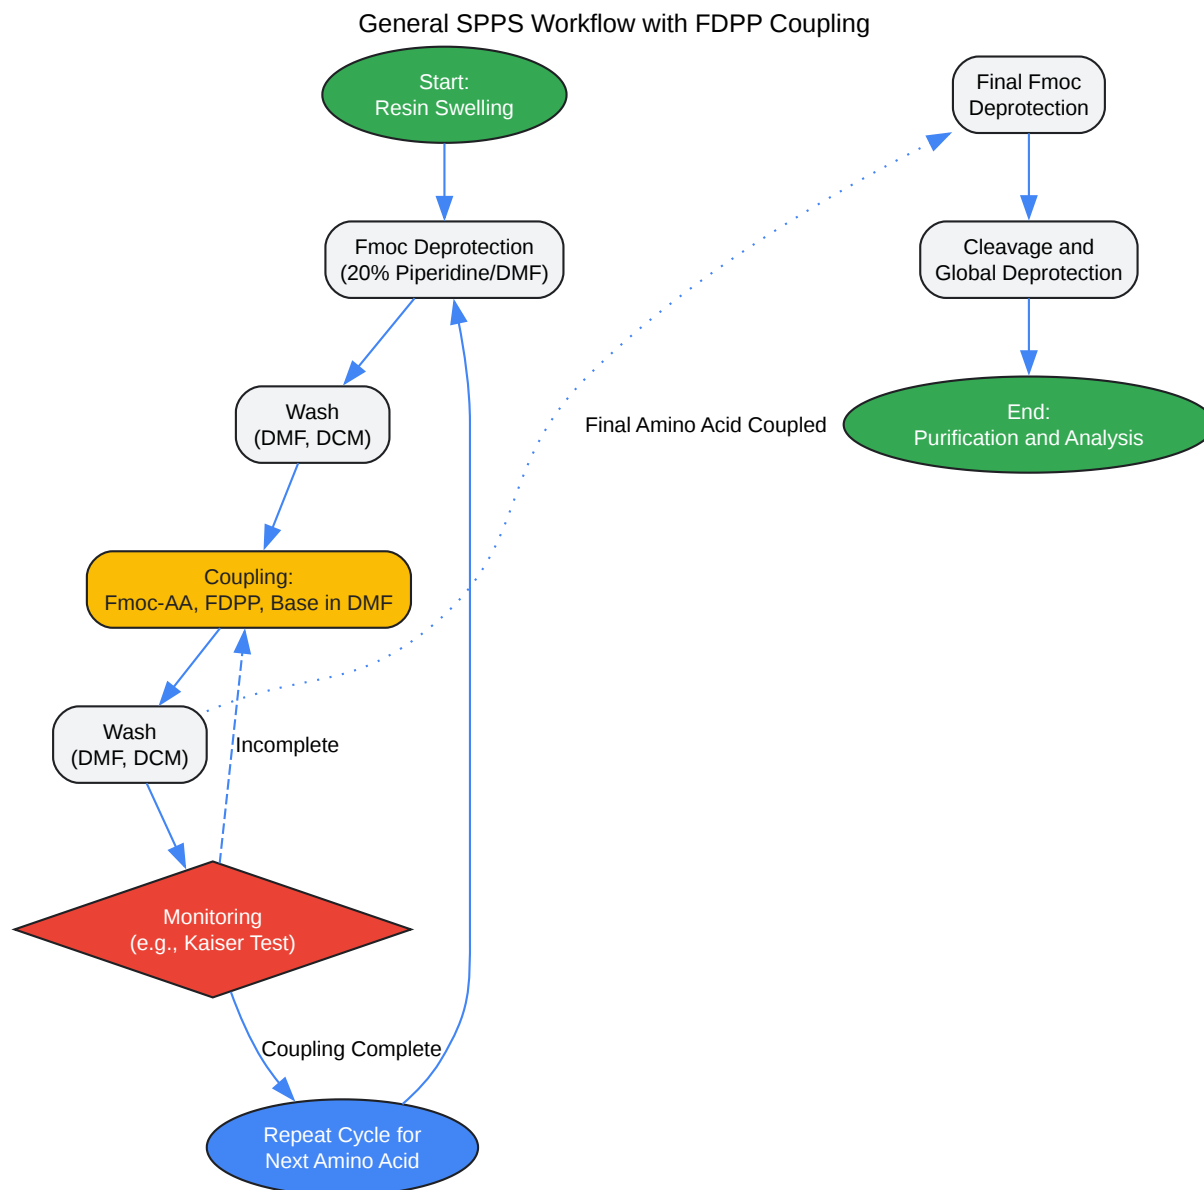 General SPPS Workflow with FDPP Coupling
Start:
Resin Swelling
Fmoc Deprotection
(20% Piperidine/DMF)
Wash
(DMF, DCM)
Coupling:
Fmoc-AA, FDPP, Base in DMF
Wash
(DMF, DCM)
Incomplete
Monitoring
(e.g., Kaiser Test)
Coupling Complete
Repeat Cycle for
Next Amino Acid
Final Amino Acid Coupled
Final Fmoc
Deprotection
Cleavage and
Global Deprotection
End:
Purification and Analysis